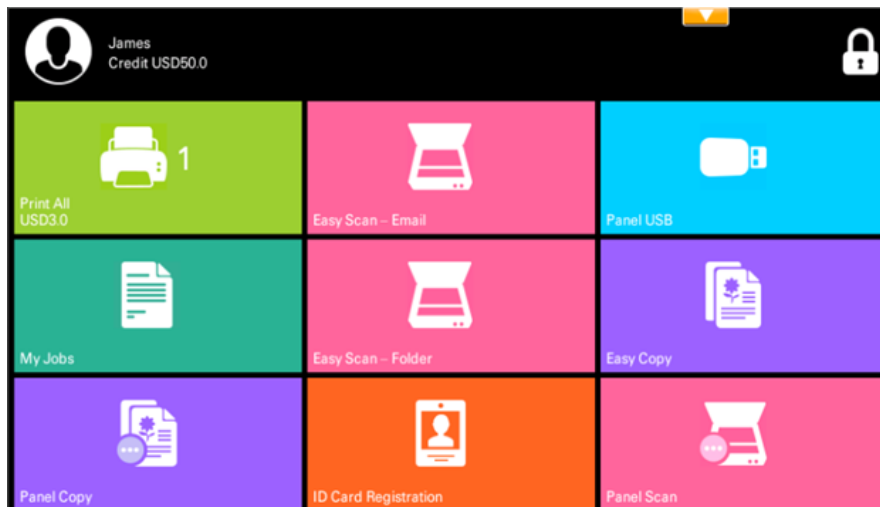 James
Credit USD50.0
1
Print All
USD3.0
Easy Scan – Email
Panel USB
My Jobs
Easy Scan – Folder
Easy Copy
Panel Copy
ID Card Registration
Panel Scan